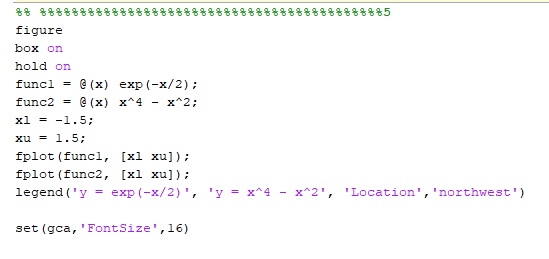 %% %%%%%%%%%%%%%%%%%%%%%%%%%%%%%%%%%%%%%%%%%%%5
figure
box on
hold on
func1 = @(x) exp(-x/2);
func2 = @(x) x^4 - x^2;
xl = -1.5;
xu = 1.5;
fplot(func1, [xl xu]);
fplot(func2, [xl xu]);
legend('y = exp(-x/2)', 'y = x^4 - x^2', 'Location','northwest')
set(gca,'FontSize',16)